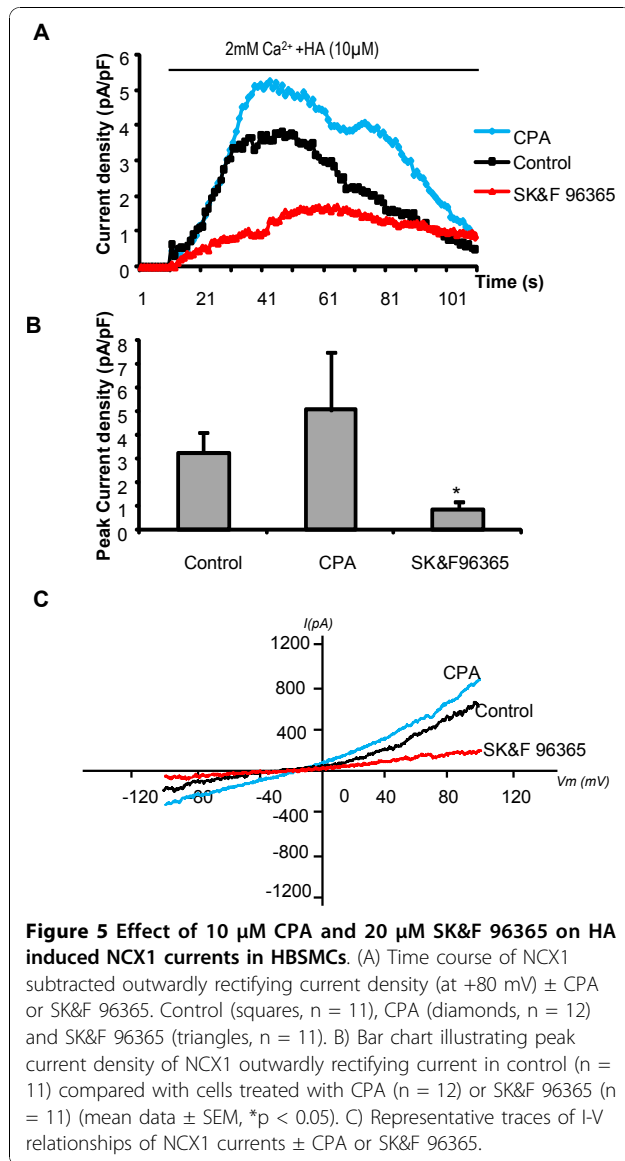 A
2mM Ca²⁺ +HA (10µM)
Current density (pA/pF)
6
5
4
3
2
1
0
CPA
Control
SK&F 96365
1 21 41 61 81 101
Time (s)
B
Peak Current density (pA/pF)
8
7
6
5
4
3
2
1
0
*
Control CPA SK&F96365
C
I(pA)
1200
800
400
CPA
Control
SK&F 96365
-120 -80 -40 0 40 80 120
Vm (mV)
-400
-800
-1200
Figure 5 Effect of 10 µM CPA and 20 µM SK&F 96365 on HA
induced NCX1 currents in HBSMCs. (A) Time course of NCX1
subtracted outwardly rectifying current density (at +80 mV) ± CPA
or SK&F 96365. Control (squares, n = 11), CPA (diamonds, n = 12)
and SK&F 96365 (triangles, n = 11). B) Bar chart illustrating peak
current density of NCX1 outwardly rectifying current in control (n =
11) compared with cells treated with CPA (n = 12) or SK&F 96365 (n
= 11) (mean data ± SEM, *p < 0.05). C) Representative traces of I-V
relationships of NCX1 currents ± CPA or SK&F 96365.